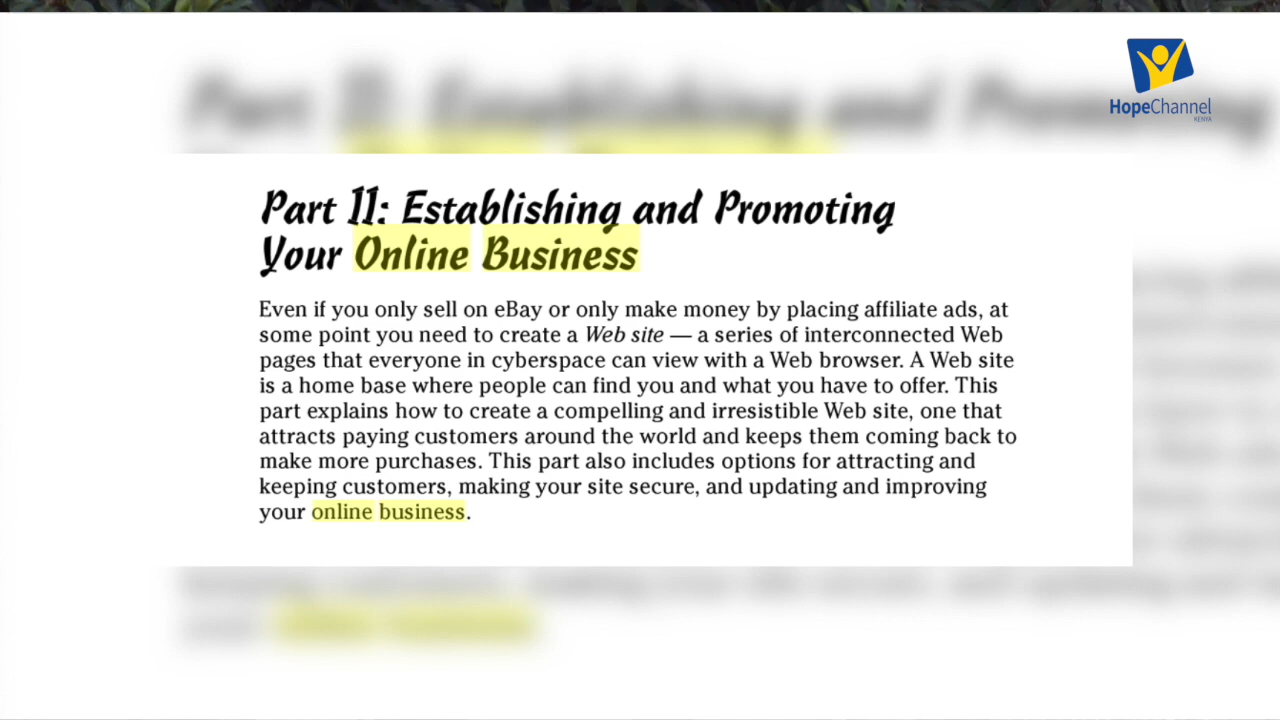 HopeChannel
KENYA
Part 11: Establishing and Promoting
Your Online Business
Even if you only sell on eBay or only make money by placing affiliate ads, at
some point you need to create a Web site — a series of interconnected Web
pages that everyone in cyberspace can view with a Web browser. A Web site
is a home base where people can find you and what you have to offer. This
part explains how to create a compelling and irresistible Web site, one that
attracts paying customers around the world and keeps them coming back to
make more purchases. This part also includes options for attracting and
keeping customers, making your site secure, and updating and improving
your online business.